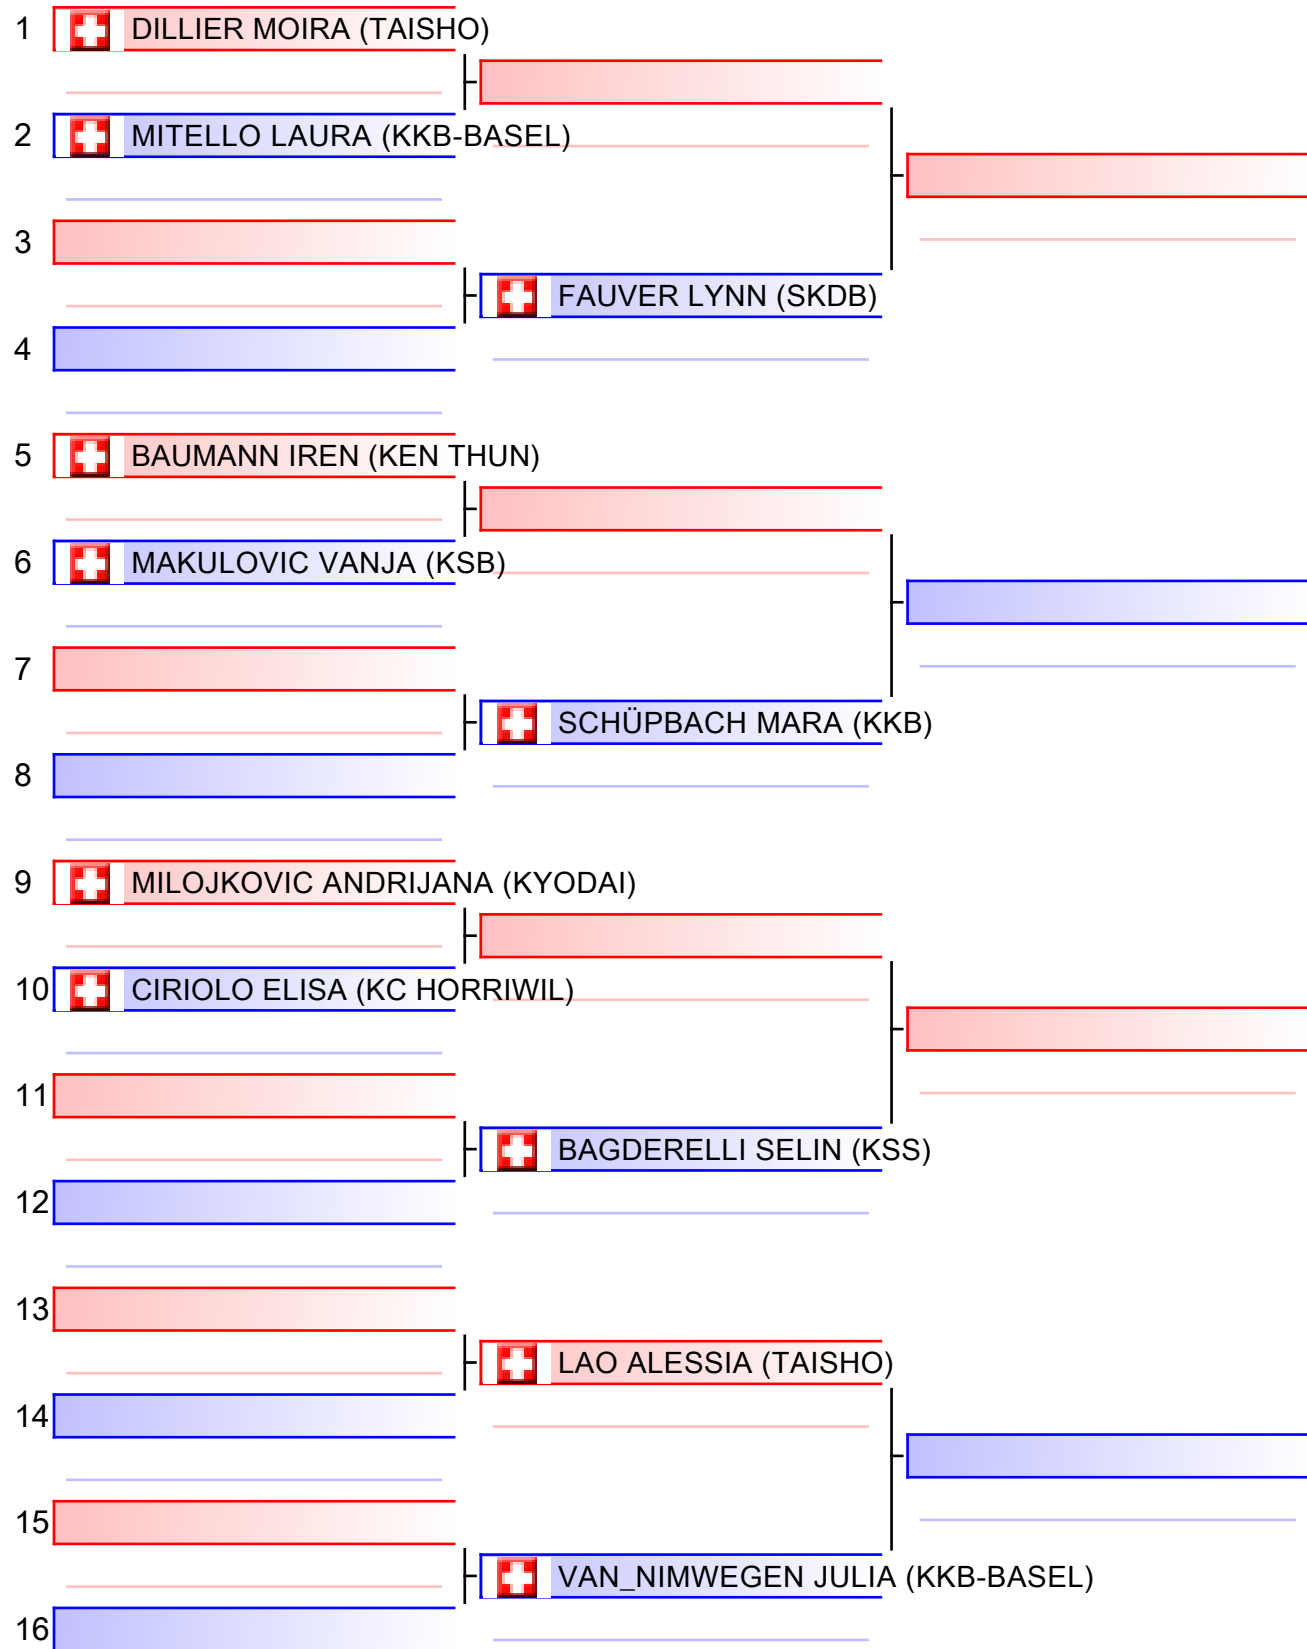 1 DILLIER MOIRA (TAISHO)
2 MITELLO LAURA (KKB-BASEL)
3
FAUVER LYNN (SKDB)
4
5 BAUMANN IREN (KEN THUN)
6 MAKULOVIC VANJA (KSB)
7
SCHÜPBACH MARA (KKB)
8
9 MILOJKOVIC ANDRIJANA (KYODAI)
10 CIRIOLO ELISA (KC HORRIWIL)
11
BAGDERELLI SELIN (KSS)
12
13
LAO ALESSIA (TAISHO)
14
15
VAN_NIMWEGEN JULIA (KKB-BASEL)
16